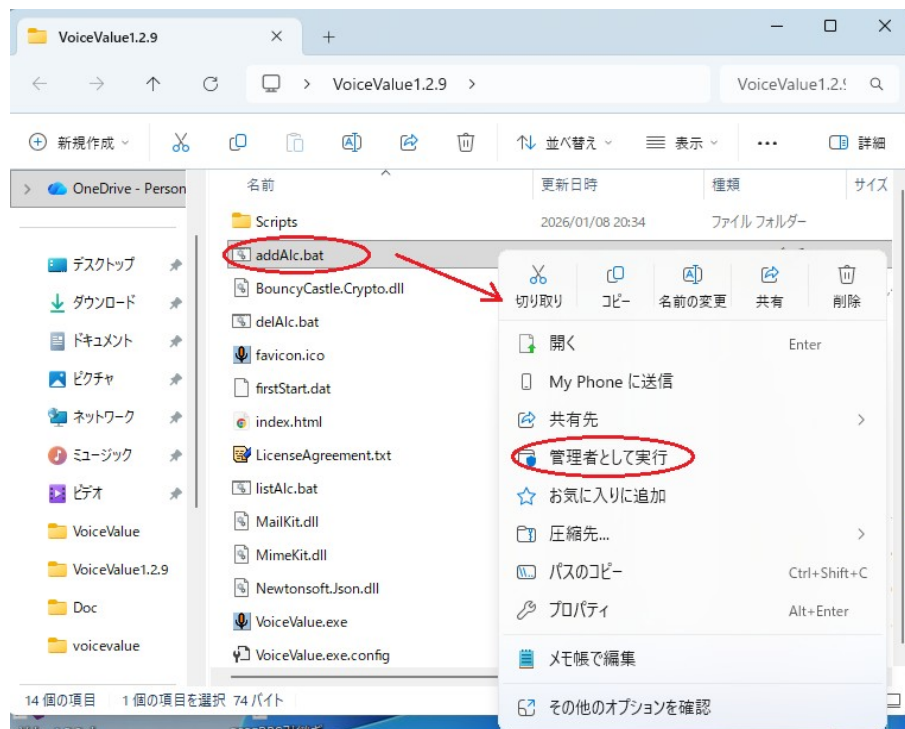 VoiceValue1.2.9
VoiceValue1.2.9
VoiceValue1.2.
新規作成
並べ替え
表示
詳細
OneDrive - Person
名前
更新日時
種類
サイズ
Scripts
2026/01/08 20:34
ファイル フォルダー
addAlc.bat
BouncyCastle.Crypto.dll
delAlc.bat
favicon.ico
firstStart.dat
index.html
LicenseAgreement.txt
listAlc.bat
MailKit.dll
MimeKit.dll
Newtonsoft.Json.dll
VoiceValue.exe
VoiceValue.exe.config
デスクトップ
ダウンロード
ドキュメント
ピクチャ
ネットワーク
ミュージック
ビデオ
VoiceValue
VoiceValue1.2.9
Doc
voicevalue
切り取り
コピー
名前の変更
共有
削除
開く
Enter
My Phone に送信
共有先
管理者として実行
お気に入りに追加
圧縮先...
パスのコピー
Ctrl+Shift+C
プロパティ
Alt+Enter
メモ帳で編集
その他のオプションを確認
14 個の項目
1 個の項目を選択 74 バイト